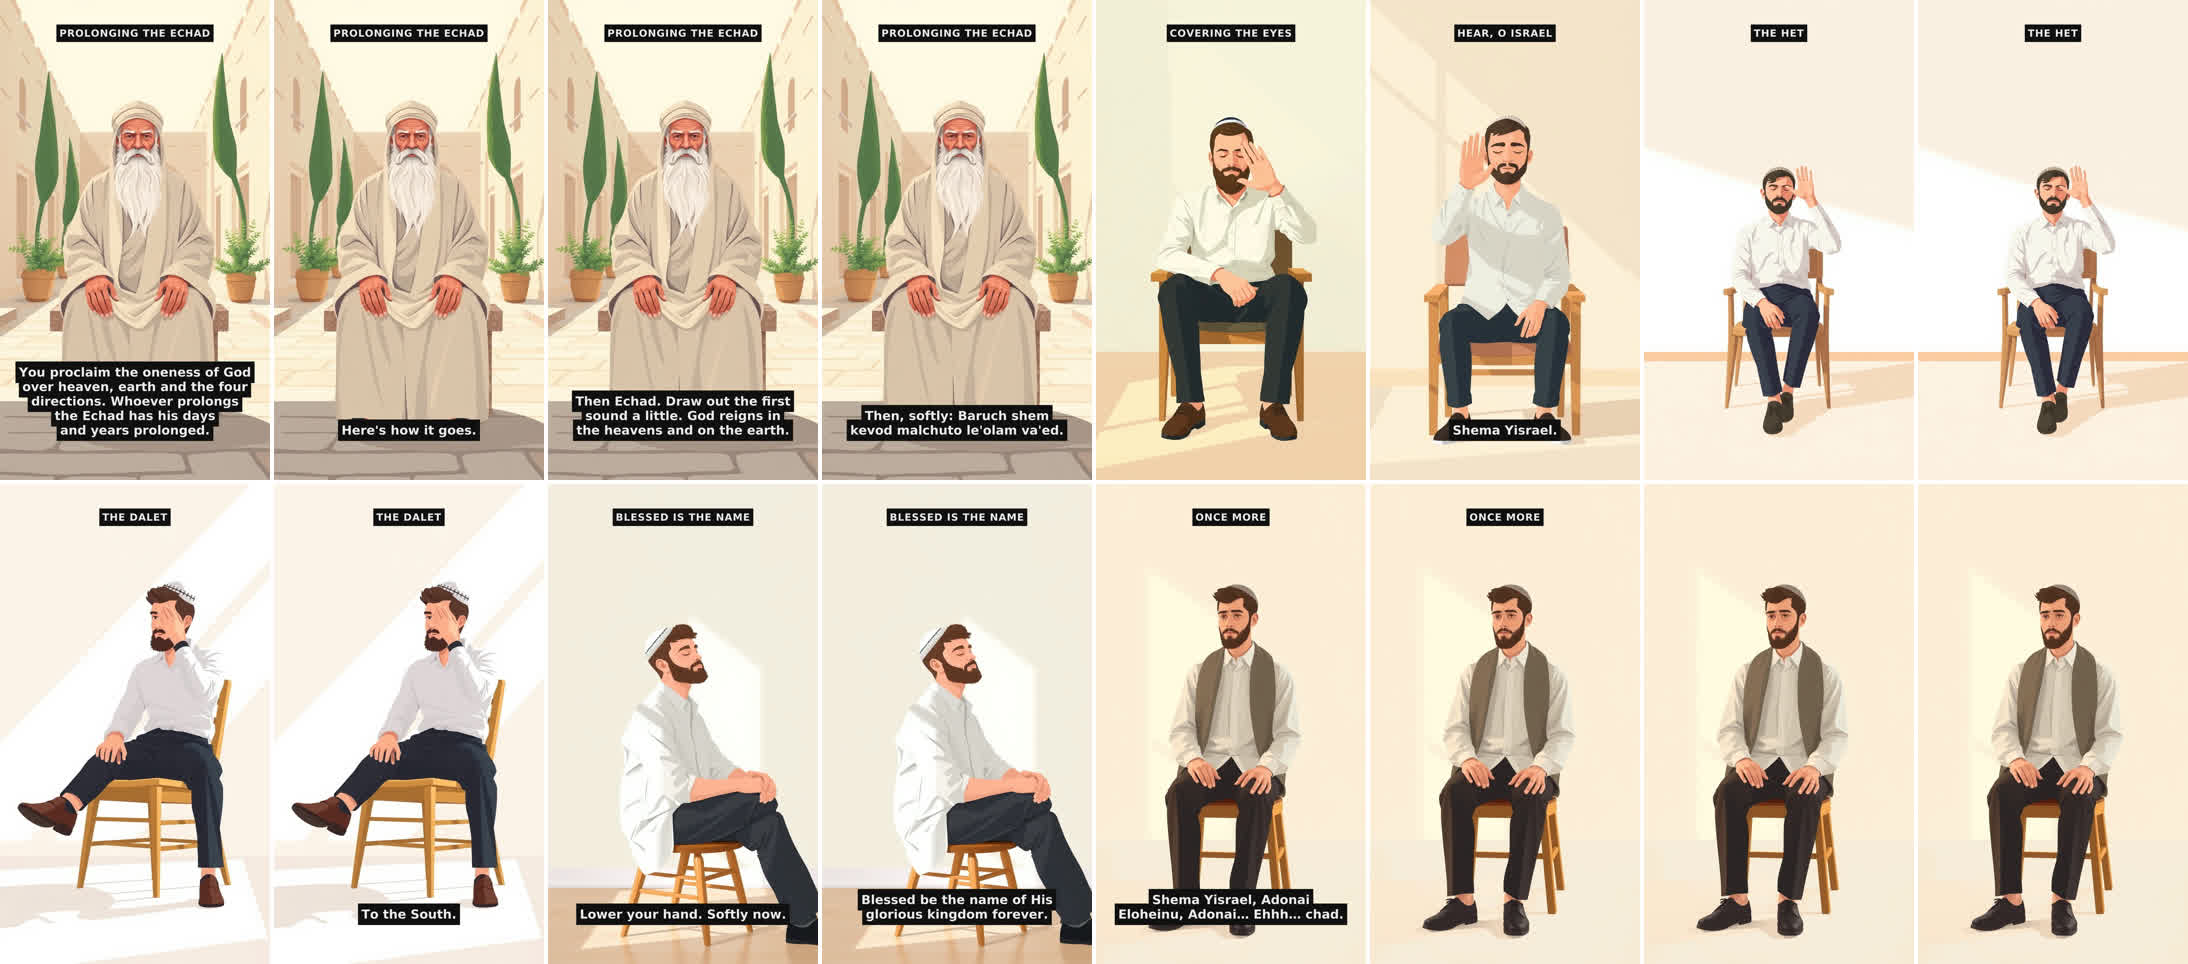 PROLONGING THE ECHAD
You proclaim the oneness of God
over heaven, earth and the four
directions. Whoever prolongs
the Echad has his days
and years prolonged.
PROLONGING THE ECHAD
Here's how it goes.
PROLONGING THE ECHAD
Then Echad. Draw out the first
sound a little. God reigns in
the heavens and on the earth.
PROLONGING THE ECHAD
Then, softly: Baruch shem
kevod malchuto le'olam va'ed.
COVERING THE EYES
HEAR, O ISRAEL
Shema Yisrael.
THE HET
THE HET
THE DALET
THE DALET
To the South.
BLESSED IS THE NAME
Lower your hand. Softly now.
BLESSED IS THE NAME
Blessed be the name of His
glorious kingdom forever.
ONCE MORE
Shema Yisrael, Adonai
Eloheinu, Adonai... Ehhh... chad.
ONCE MORE